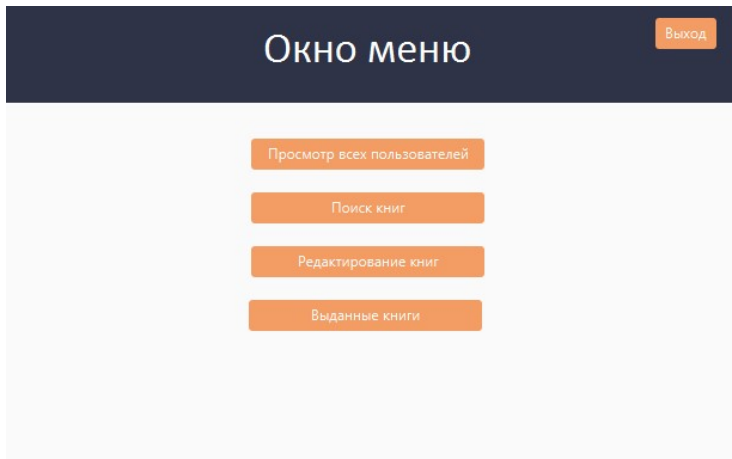 Окно меню
Выход
Просмотр всех пользователей
Поиск книг
Редактирование книг
Выданные книги